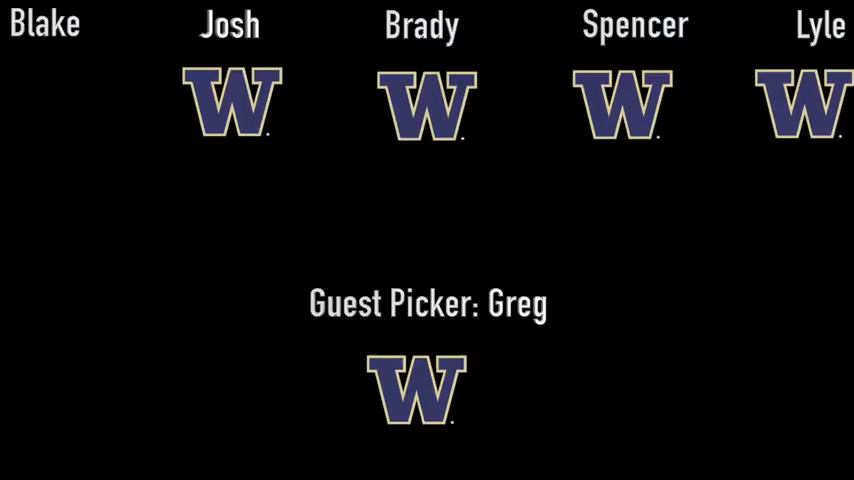 Blake Josh Brady Spencer Lyle
W W W W
Guest Picker: Greg
W